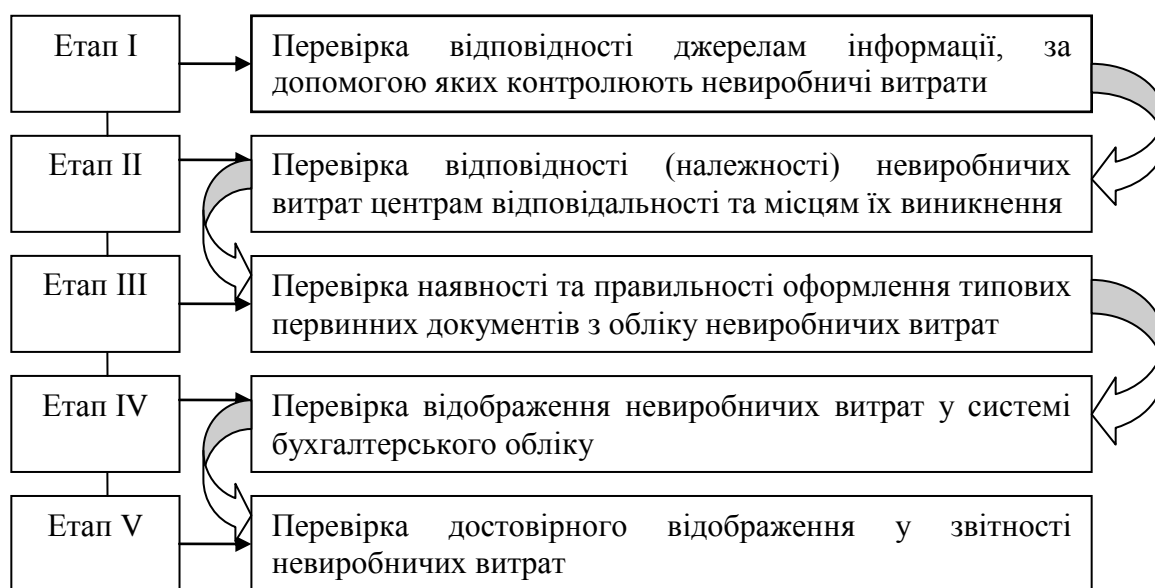 Етап I
Перевірка відповідності джерелам інформації, за
допомогою яких контролюють невиробничі витрати
Етап II
Перевірка відповідності (належності) невиробничих
витрат центрам відповідальності та місцям їх виникнення
Етап III
Перевірка наявності та правильності оформлення типових
первинних документів з обліку невиробничих витрат
Етап IV
Перевірка відображення невиробничих витрат у системі
бухгалтерського обліку
Етап V
Перевірка достовірного відображення у звітності
невиробничих витрат